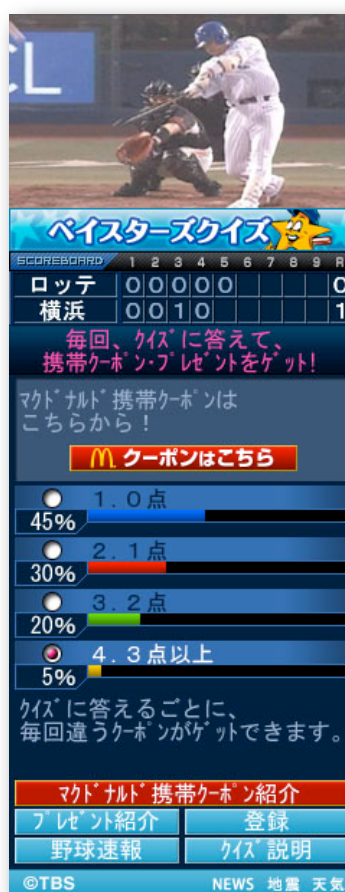 CL
ベイスターズクイズ
SCOREBOARD 1 2 3 4 5 6 7 8 9 R
ロッテ 0 0 0 0 0 0
横浜 0 0 1 0 1
毎回、ｸｲｽﾞに答えて、
携帯ｸｰﾎﾟﾝ･ﾌﾟﾚｾﾞﾝﾄをｹﾞｯﾄ!
ﾏｸﾄﾞﾅﾙﾄﾞ携帯ｸｰﾎﾟﾝは
こちらから！
クーポンはこちら
1．0点
45%
2．1点
30%
3．2点
20%
4．3点以上
5%
ｸｲｽﾞに答えるごとに、
毎回違うｸｰﾎﾟﾝがｹﾞｯﾄできます。
ﾏｸﾄﾞﾅﾙﾄﾞ携帯ｸｰﾎﾟﾝ紹介
ﾌﾟﾚｾﾞﾝﾄ紹介 登録
野球速報 ｸｲｽﾞ説明
©TBS NEWS 地震 天気